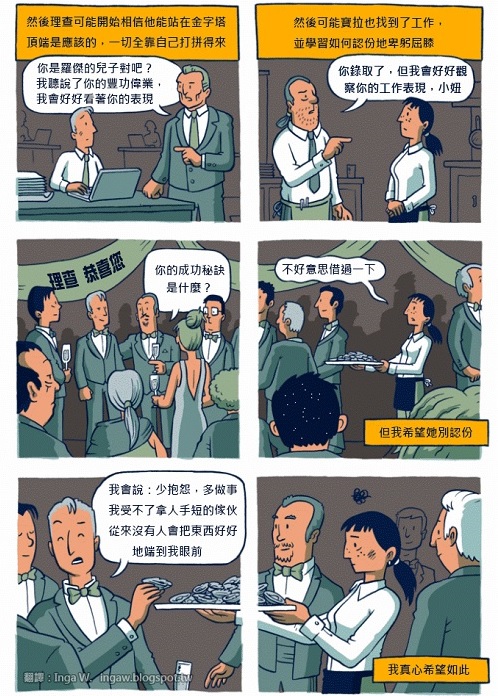 然後理查可能開始相信他能站在金字塔
頂端是應該的，一切全靠自己打拼得來
你是羅傑的兒子對吧？
我聽說了你的豐功偉業，
我會好好看著你的表現
然後可能寶拉也找到了工作，
並學習如何認份地卑躬屈膝
你錄取了，但我會好好觀
察你的工作表現，小妞
理查 恭喜您
你的成功秘訣
是什麼？
不好意思借過一下
但我希望她別認份
我會說：少抱怨，多做事
我受不了拿人手短的傢伙
從來沒有人會把東西好好
地端到我眼前
我真心希望如此
翻譯：Inga W. ingaw.blogspot.tw